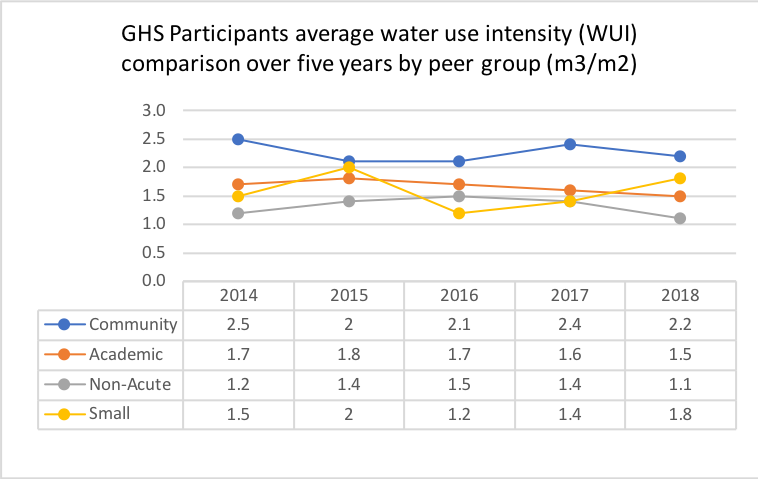 GHS Participants average water use intensity (WUI)
comparison over five years by peer group (m3/m2)
3.0
2.5
2.0
1.5
1.0
0.5
0.0
2014 2015 2016 2017 2018
Community 2.5 2 2.1 2.4 2.2
Academic 1.7 1.8 1.7 1.6 1.5
Non-Acute 1.2 1.4 1.5 1.4 1.1
Small 1.5 2 1.2 1.4 1.8